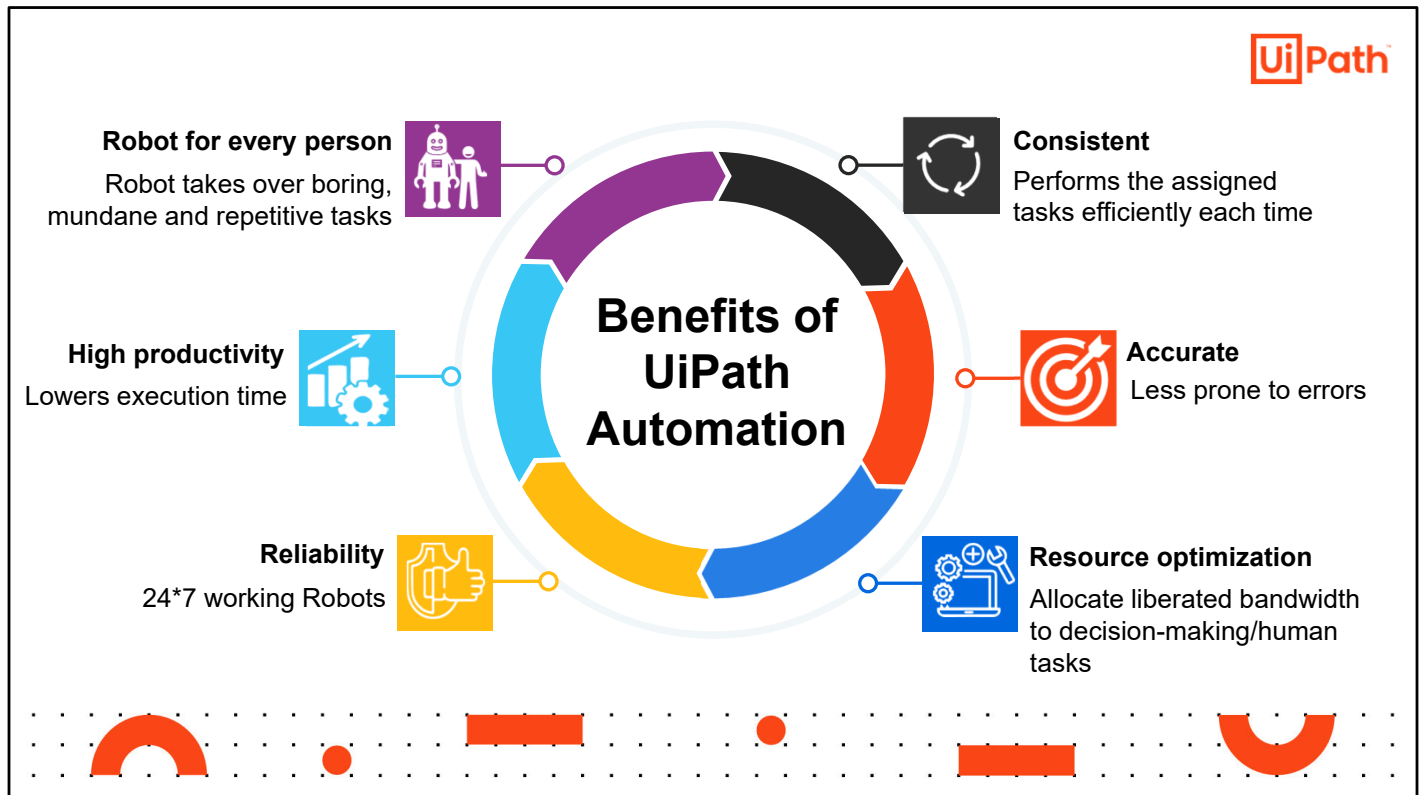 UiPath™
Robot for every person
Robot takes over boring,
mundane and repetitive tasks
High productivity
Lowers execution time
Reliability
24*7 working Robots
Benefits of
UiPath
Automation
Consistent
Performs the assigned
tasks efficiently each time
Accurate
Less prone to errors
Resource optimization
Allocate liberated bandwidth
to decision-making/human
tasks